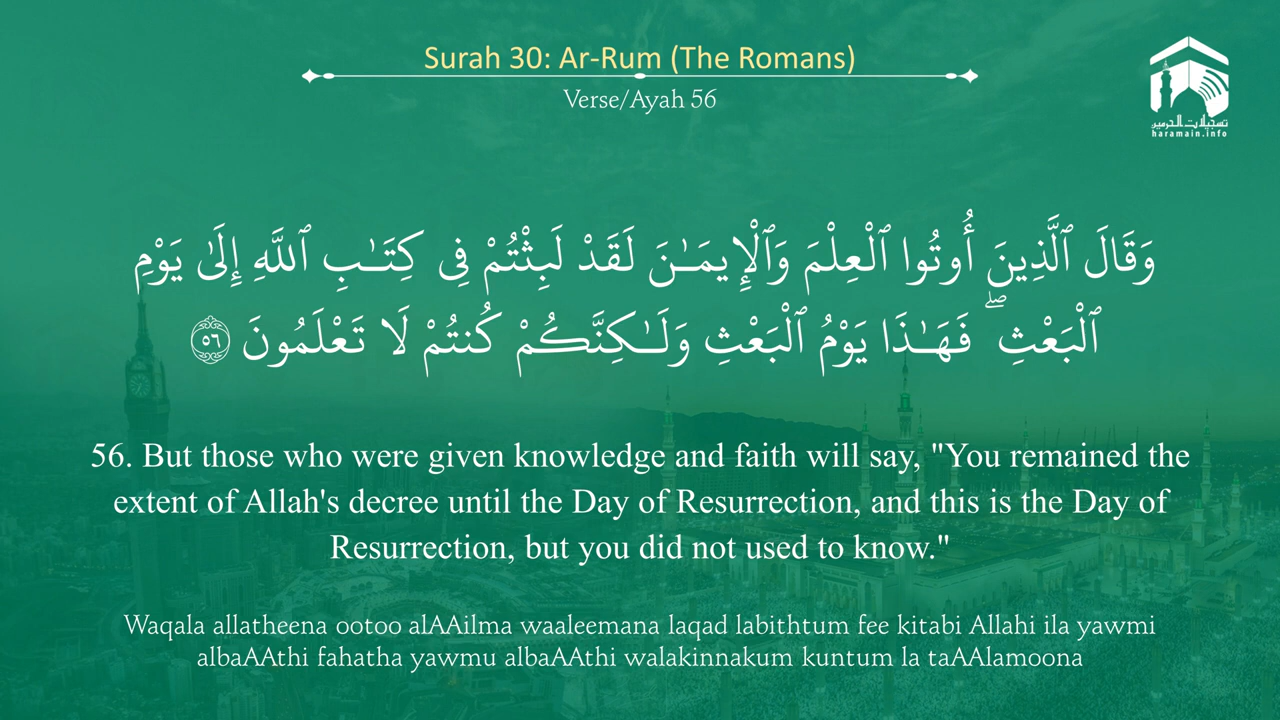 Surah 30: Ar-Rum (The Romans)
Verse/Ayah 56
تسجيلات الحرمين
haramain.info
وَقَالَ ٱلَّذِينَ أُوتُوا ٱلْعِلْمَ وَٱلْإِيمَـٰنَ لَقَدْ لَبِثْتُمْ فِى كِتَـٰبِ ٱللَّهِ إِلَىٰ يَوْمِ
ٱلْبَعْثِ ۖ فَهَـٰذَا يَوْمُ ٱلْبَعْثِ وَلَـٰكِنَّكُمْ كُنتُمْ لَا تَعْلَمُونَ ٥٦
56. But those who were given knowledge and faith will say, "You remained the
extent of Allah's decree until the Day of Resurrection, and this is the Day of
Resurrection, but you did not used to know."
Waqala allatheena ootoo alAAilma waaleemana laqad labithtum fee kitabi Allahi ila yawmi
albaAAthi fahatha yawmu albaAAthi walakinnakum kuntum la taAAlamoona